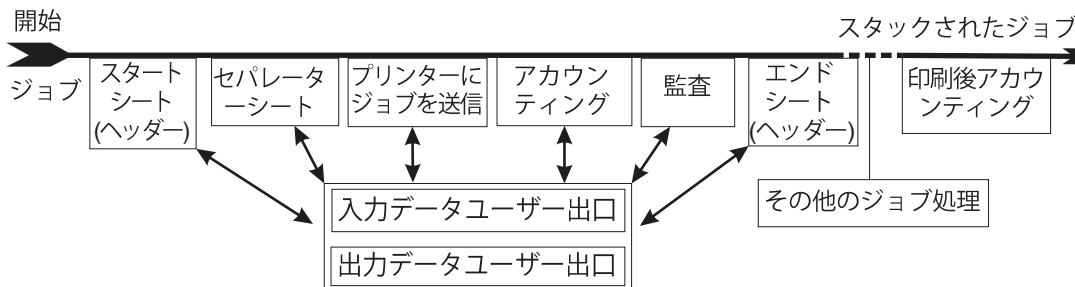 開始
スタックされたジョブ
ジョブ
スタート
シート
(ヘッダー)
セパレータ
ーシート
プリンターに
ジョブを送信
アカウン
ティング
監査
エンド
シート
(ヘッダー)
印刷後アカウ
ンティング
その他のジョブ処理
入力データユーザー出口
出力データユーザー出口